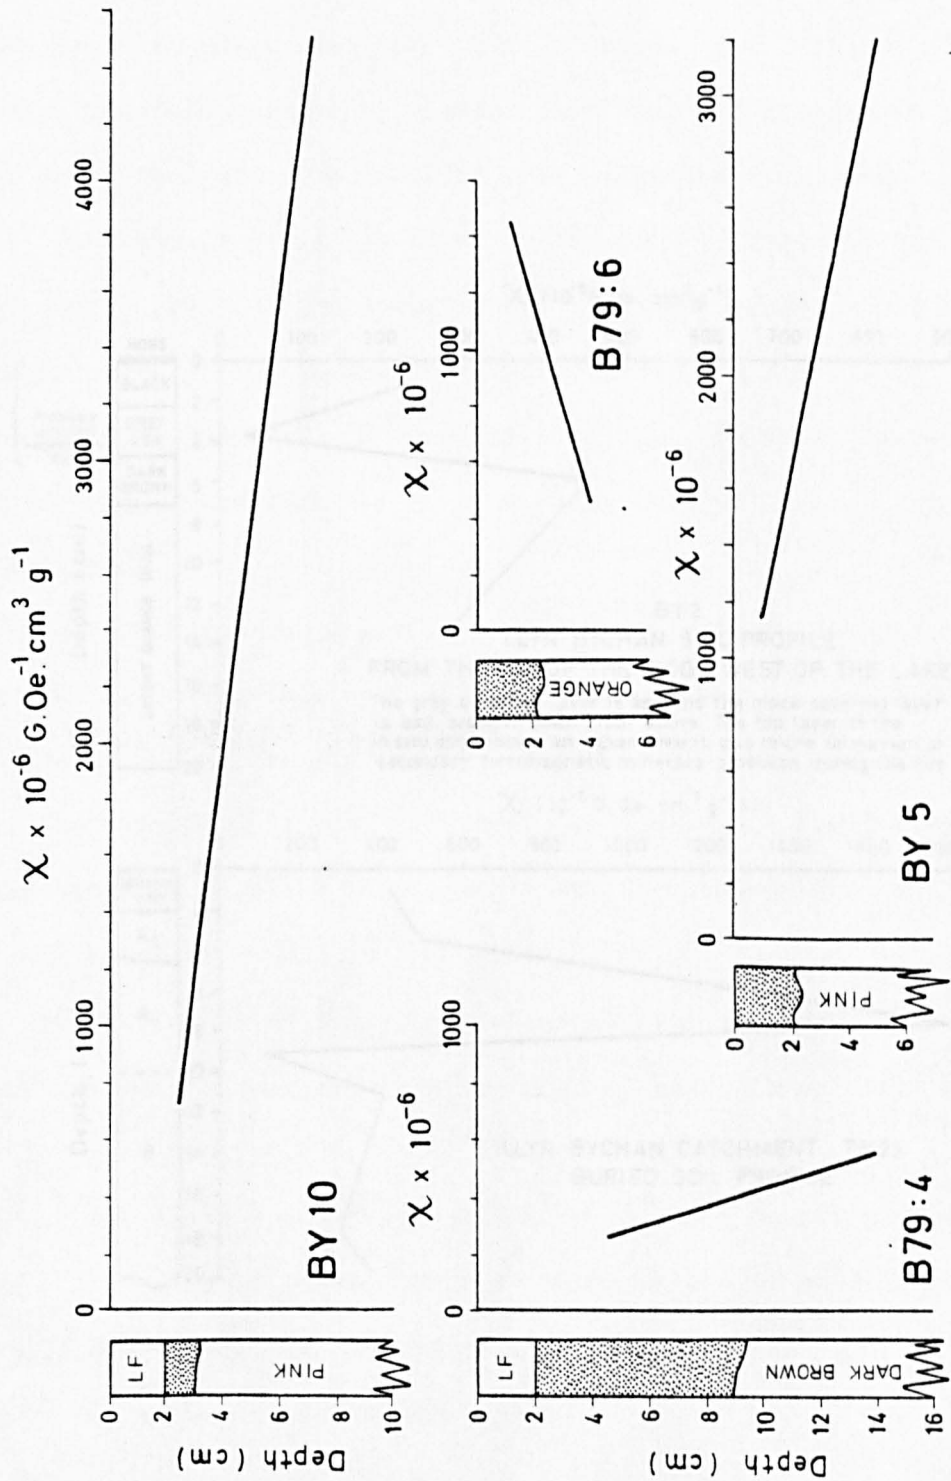 χ × 10⁻⁶ G.Oe⁻¹ cm³ g⁻¹
0 1000 2000 3000 4000
Depth (cm)
0 2 4 6 8 10
LF
PINK
BY 10
χ × 10⁻⁶
0 1000
Depth (cm)
0 2 4 6 8 10 12 14 16
LF
DARK BROWN
B79:4
χ × 10⁻⁶
0 1000
0 2 4 6
ORANGE
B79:6
χ × 10⁻⁶
0 1000 2000 3000
0 2 4 6
PINK
BY 5